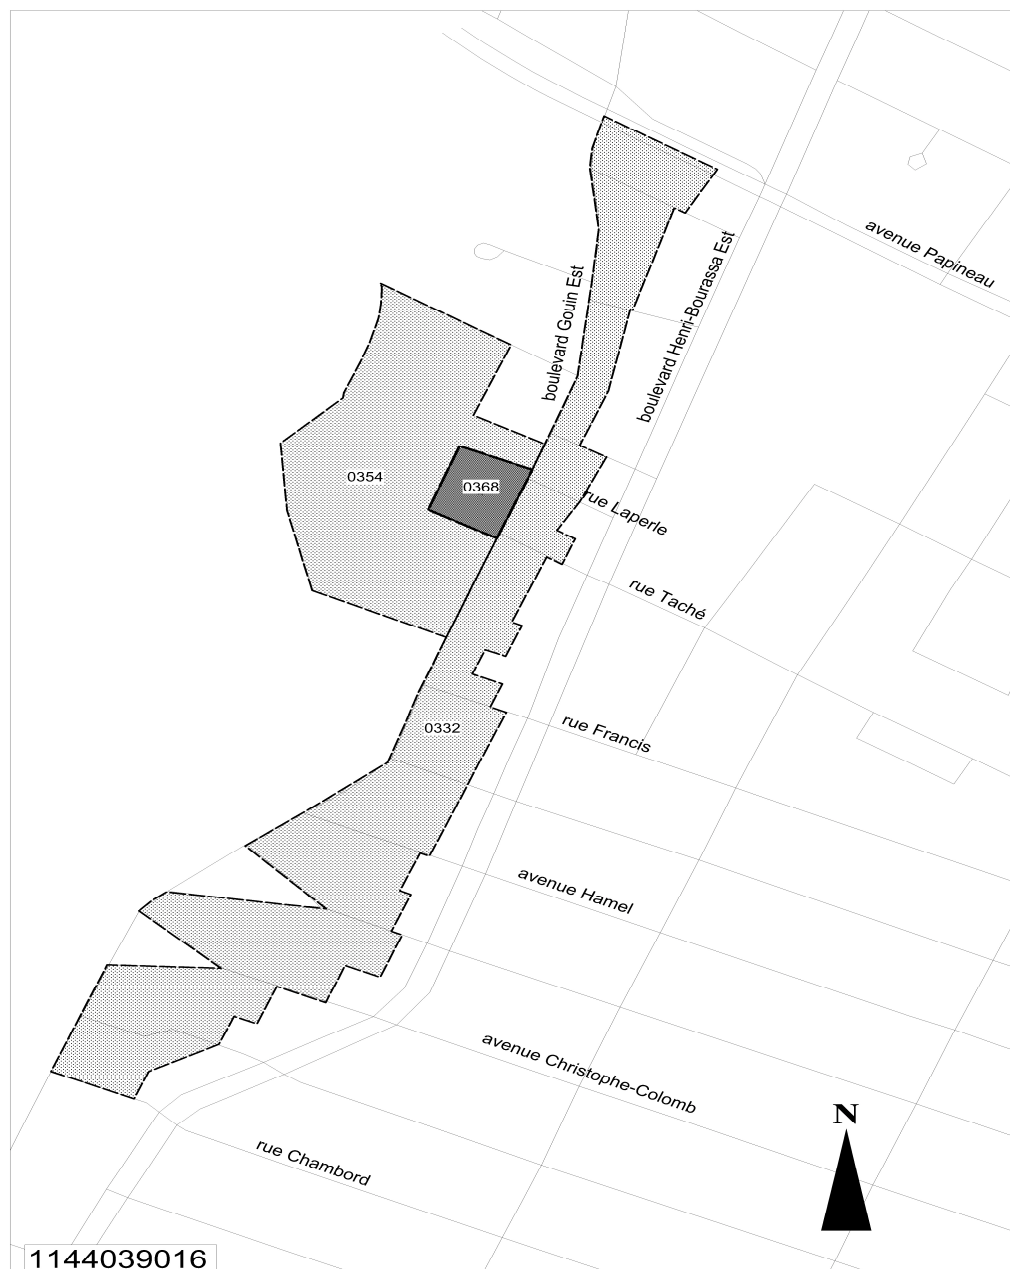 avenue Papineau
boulevard Gouin Est
boulevard Henri-Bourassa Est
0354
0368
rue Laperle
rue Taché
0332
rue Francis
avenue Hamel
avenue Christophe-Colomb
N
rue Chambord
1144039016